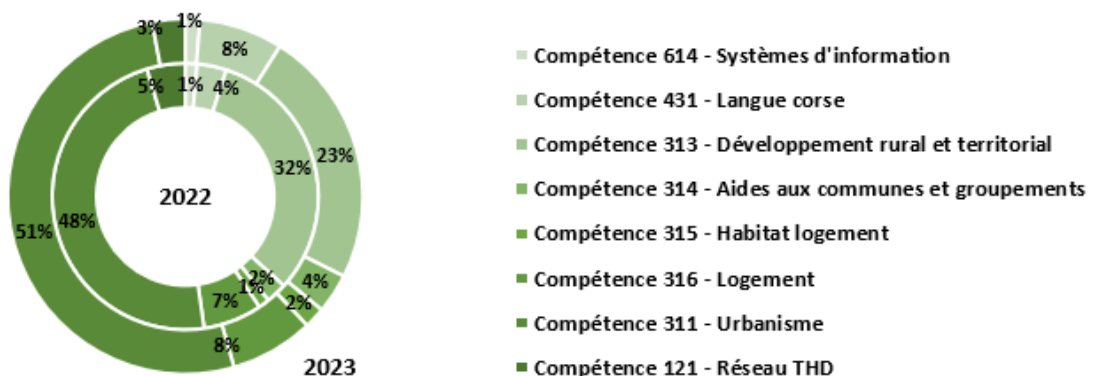 3% 1%
8%
5% 1% 4%
32% 23%
2022
51% 48%
2% 4%
1% 2%
7%
8%
2023
Compétence 614 - Systèmes d'information
Compétence 431 - Langue corse
Compétence 313 - Développement rural et territorial
Compétence 314 - Aides aux communes et groupements
Compétence 315 - Habitat logement
Compétence 316 - Logement
Compétence 311 - Urbanisme
Compétence 121 - Réseau THD